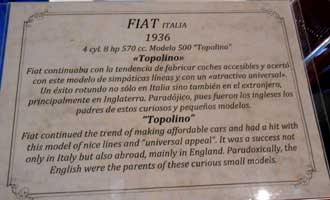 FIAT ITALIA
1936
4 cyl. 8 hp 570 cc. Modelo 500 "Topolino"
«Topolino»
Fiat continuaba con la tendencia de fabricar coches accesibles y acertó
con este modelo de simpáticas líneas y con un «atractivo universal».
Un éxito rotundo no sólo en Italia sino también en el extranjero,
principalmente en Inglaterra. Paradójico, pues fueron los ingleses los
padres de estos curiosos y pequeños modelos.
"Topolino"
Fiat continued the trend of making affordable cars and had a hit with
this model of nice lines and "universal appeal". It was a success not
only in Italy but also abroad, mainly in England. Paradoxically, the
English were the parents of these curious small models.